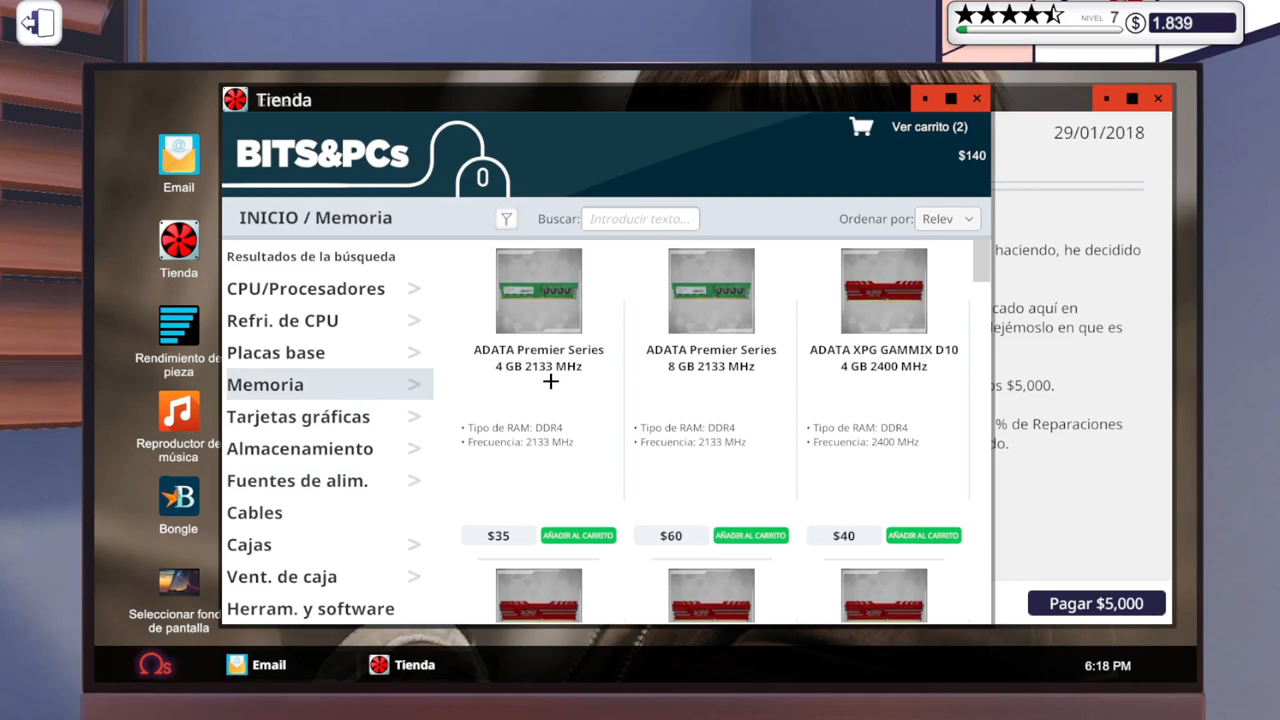 NIVEL 7
$ 1.839
Tienda
29/01/2018
BITS&PCs
Ver carrito (2)
$140
INICIO / Memoria
Buscar: Introducir texto...
Ordenar por: Relev
Email
Tienda
Rendimiento de
pieza
Reproductor de
música
Bongle
Seleccionar fond
de pantalla
Resultados de la búsqueda
CPU/Procesadores >
Refri. de CPU >
Placas base >
Memoria >
Tarjetas gráficas >
Almacenamiento >
Fuentes de alim. >
Cables
Cajas >
Vent. de caja >
Herram. y software
ADATA Premier Series
4 GB 2133 MHz
• Tipo de RAM: DDR4
• Frecuencia: 2133 MHz
$35 AÑADIR AL CARRITO
ADATA Premier Series
8 GB 2133 MHz
• Tipo de RAM: DDR4
• Frecuencia: 2133 MHz
$60 AÑADIR AL CARRITO
ADATA XPG GAMMIX D10
4 GB 2400 MHz
• Tipo de RAM: DDR4
• Frecuencia: 2400 MHz
$40 AÑADIR AL CARRITO
haciendo, he decidido
cado aquí en
lejémoslo en que es
os $5,000.
% de Reparaciones
do.
Pagar $5,000
Ωs
Email
Tienda
6:18 PM